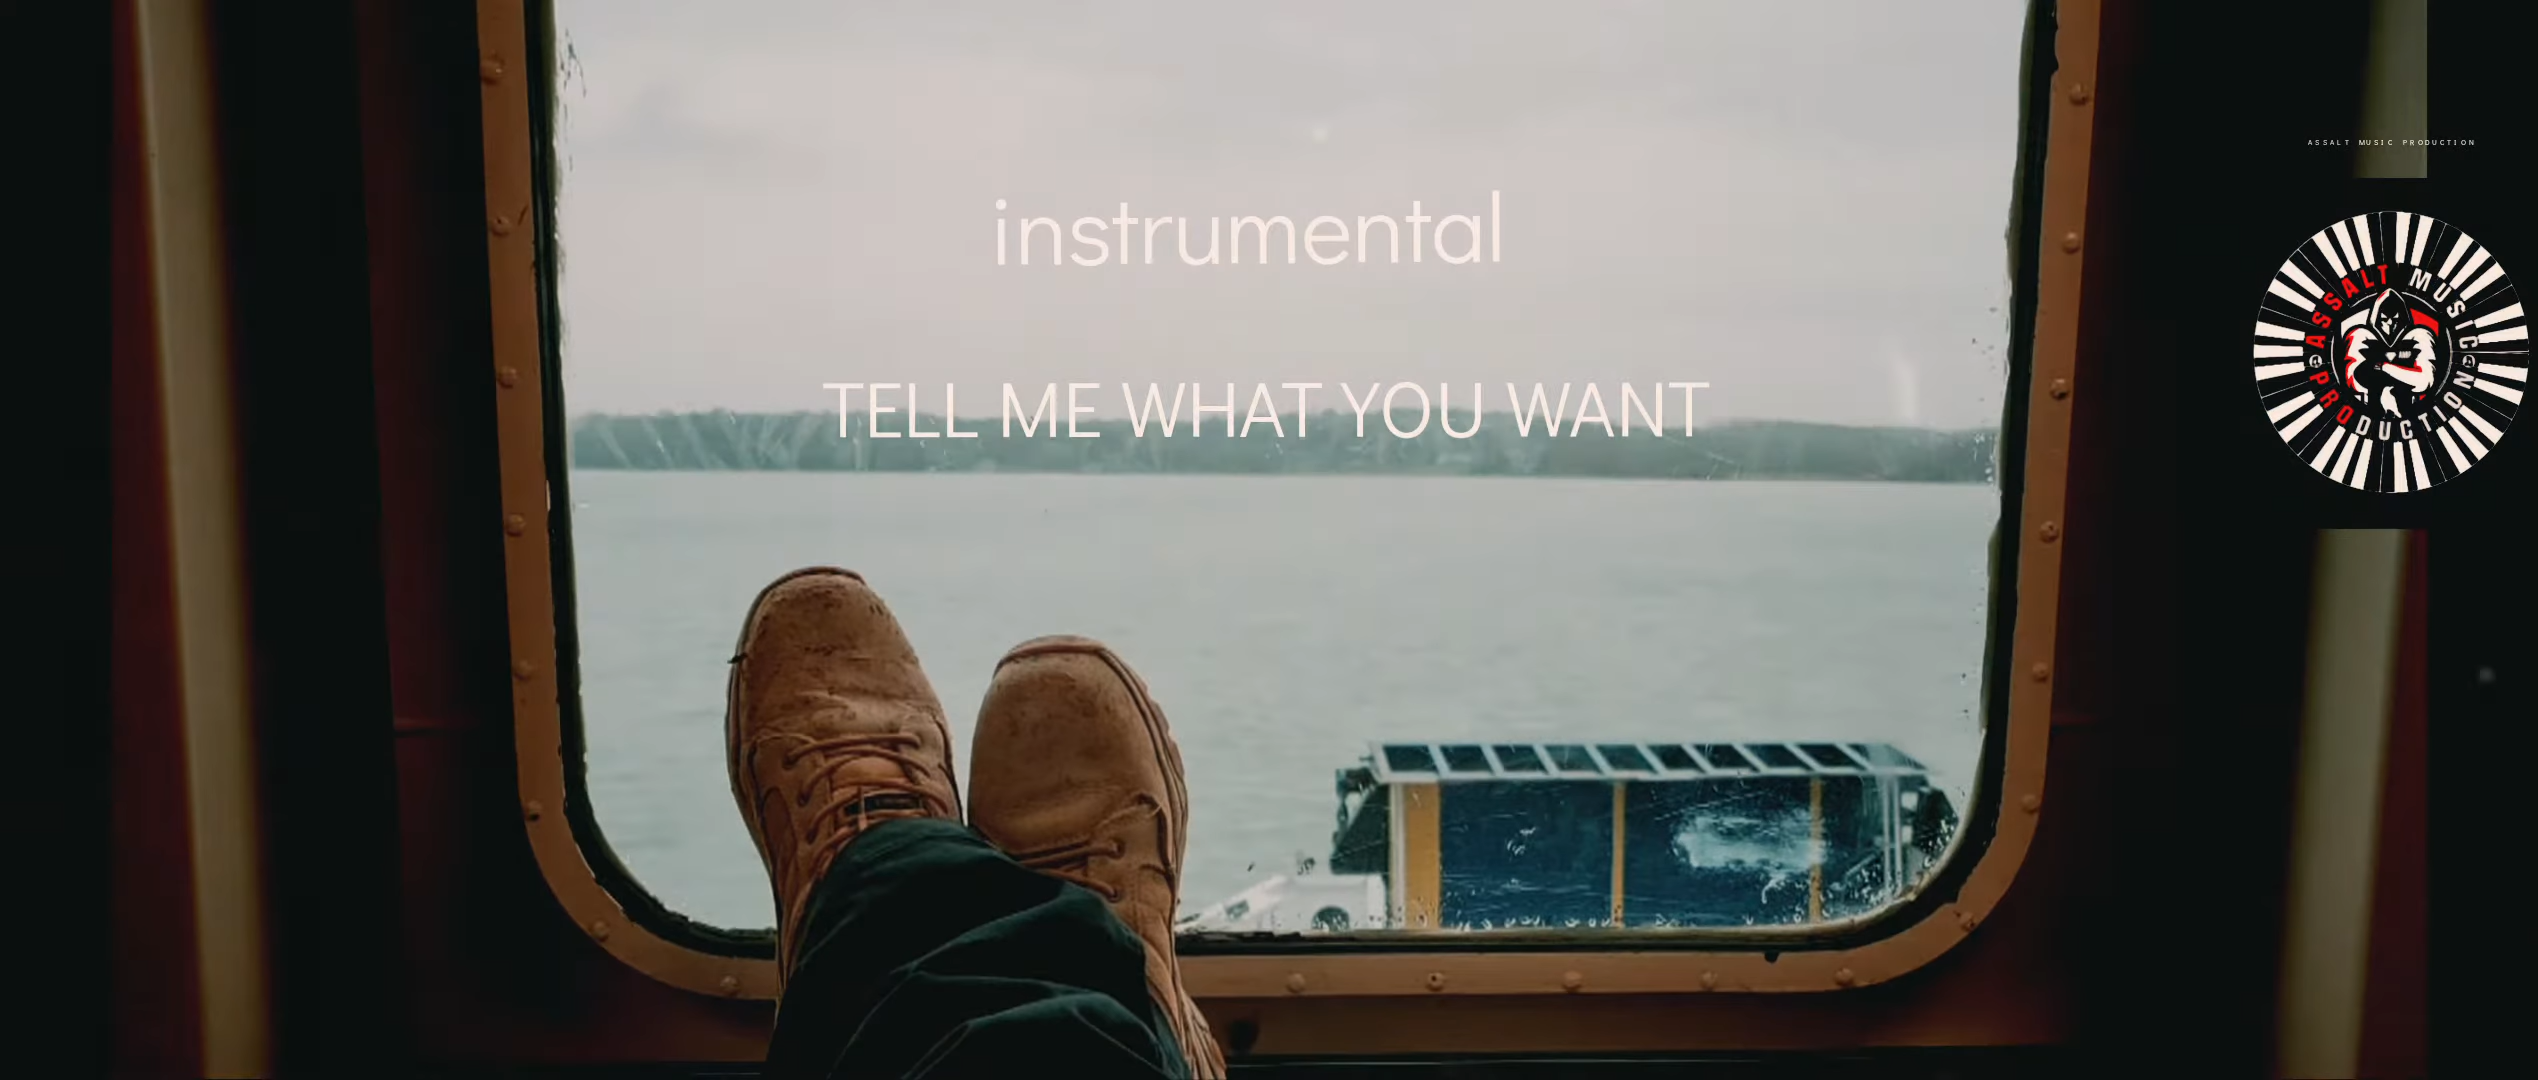 ASSALT MUSIC PRODUCTION
instrumental
TELL ME WHAT YOU WANT
ASSALT MUSIC
PRODUCTION